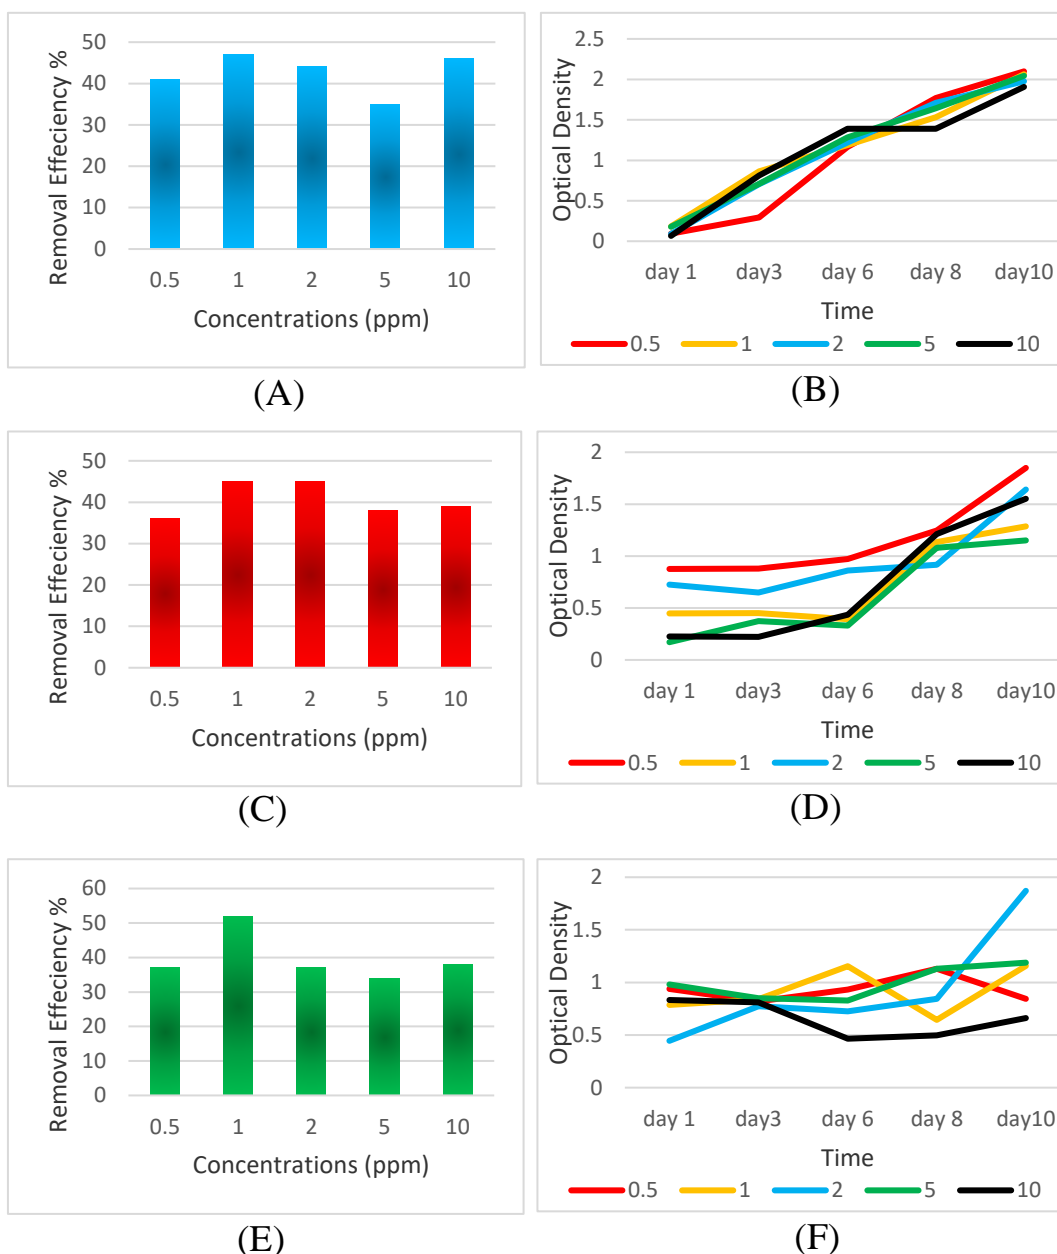 Removal Effeciency %
50
40
30
20
10
0
0.5 1 2 5 10
Concentrations (ppm)
(A)
Optical Density
2.5
2
1.5
1
0.5
0
day 1 day3 day 6 day 8 day10
Time
0.5 1 2 5 10
(B)
Removal Effeciency %
50
40
30
20
10
0
0.5 1 2 5 10
Concentrations (ppm)
(C)
Optical Density
2
1.5
1
0.5
0
day 1 day3 day 6 day 8 day10
Time
0.5 1 2 5 10
(D)
Removal Effeciency %
60
50
40
30
20
10
0
0.5 1 2 5 10
Concentrations (ppm)
(E)
Optical Density
2
1.5
1
0.5
0
day 1 day3 day 6 day 8 day10
Time
0.5 1 2 5 10
(F)